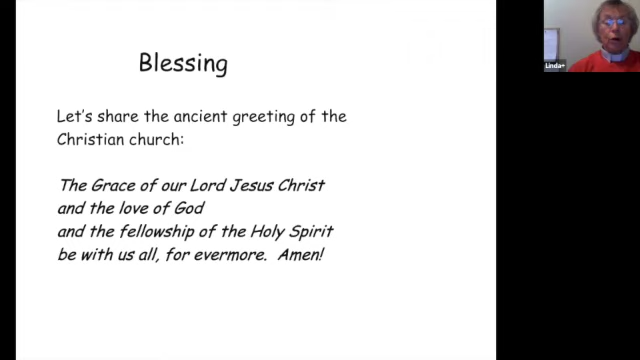 Blessing
Let's share the ancient greeting of the
Christian church:
The Grace of our Lord Jesus Christ
and the love of God
and the fellowship of the Holy Spirit
be with us all, for evermore.  Amen!
Linda+